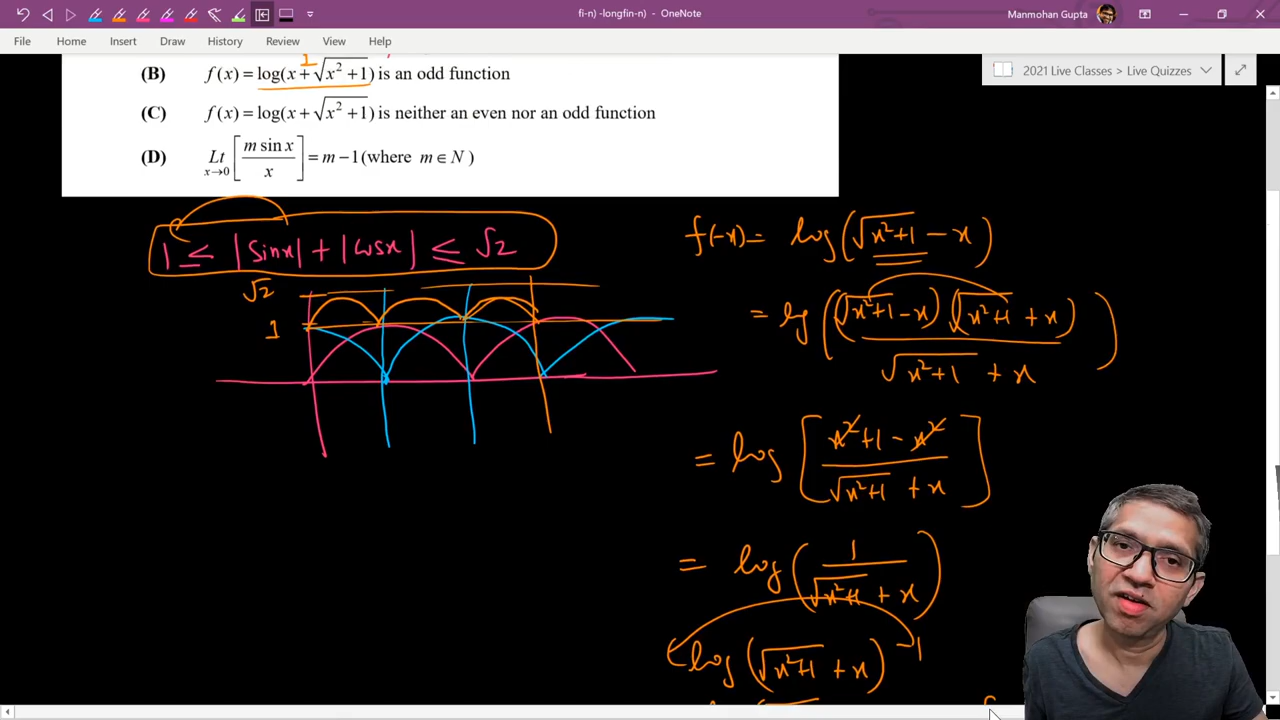 fi-n) -longfin-n) - OneNote
Manmohan Gupta
File Home Insert Draw History Review View Help
2021 Live Classes > Live Quizzes
1
(B) f(x) = log(x + √(x² + 1)) is an odd function
(C) f(x) = log(x + √(x² + 1)) is neither an even nor an odd function
(D) Lt x→0 [m sin x / x] = m − 1 (where m ∈ N)
1 ≤ |sinx| + |cosx| ≤ √2
√2
1
f(-x) = log(√(x²+1) − x)
= log((√(x²+1) − x)(√(x²+1) + x) / √(x²+1) + x)
= log [x²+1 − x² / √(x²+1) + x]
= log(1 / √(x²+1) + x)
log(√(x²+1) + x)⁻¹